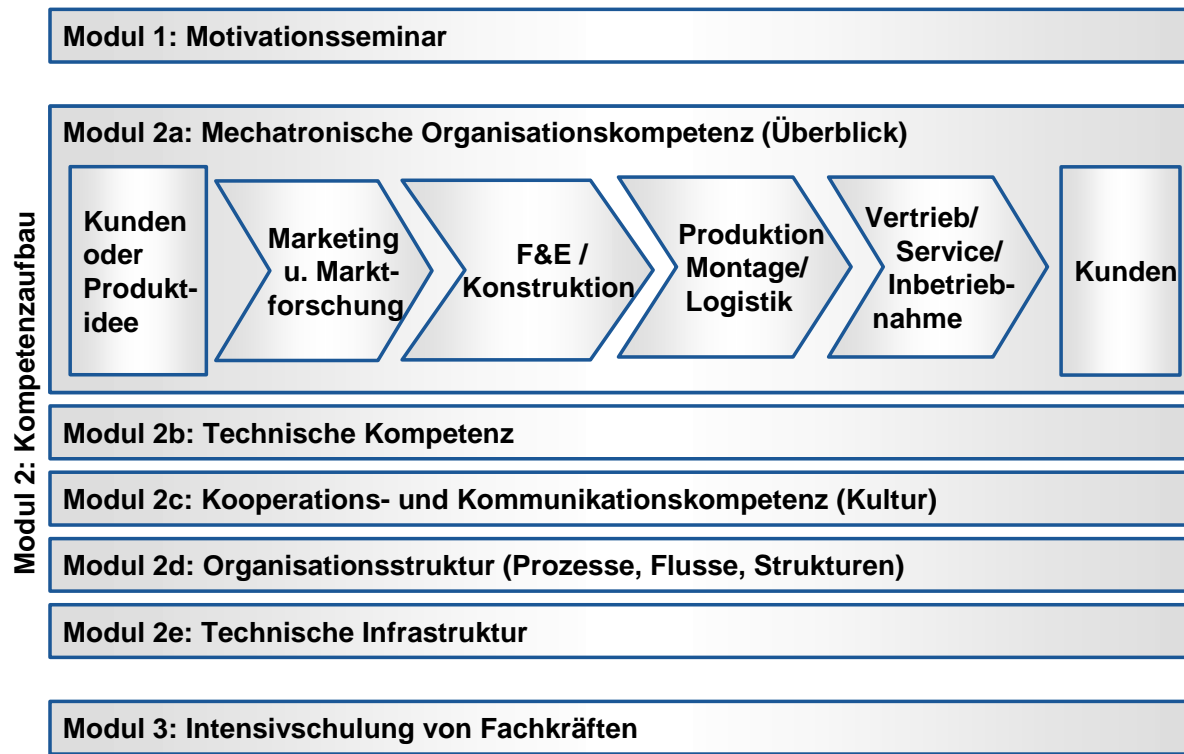 Modul 1: Motivationsseminar
Modul 2: Kompetenzaufbau
Modul 2a: Mechatronische Organisationskompetenz (Überblick)
Kunden
oder
Produkt-
idee
Marketing
u. Markt-
forschung
F&E /
Konstruktion
Produktion
Montage/
Logistik
Vertrieb/
Service/
Inbetrieb-
nahme
Kunden
Modul 2b: Technische Kompetenz
Modul 2c: Kooperations- und Kommunikationskompetenz (Kultur)
Modul 2d: Organisationsstruktur (Prozesse, Flusse, Strukturen)
Modul 2e: Technische Infrastruktur
Modul 3: Intensivschulung von Fachkräften